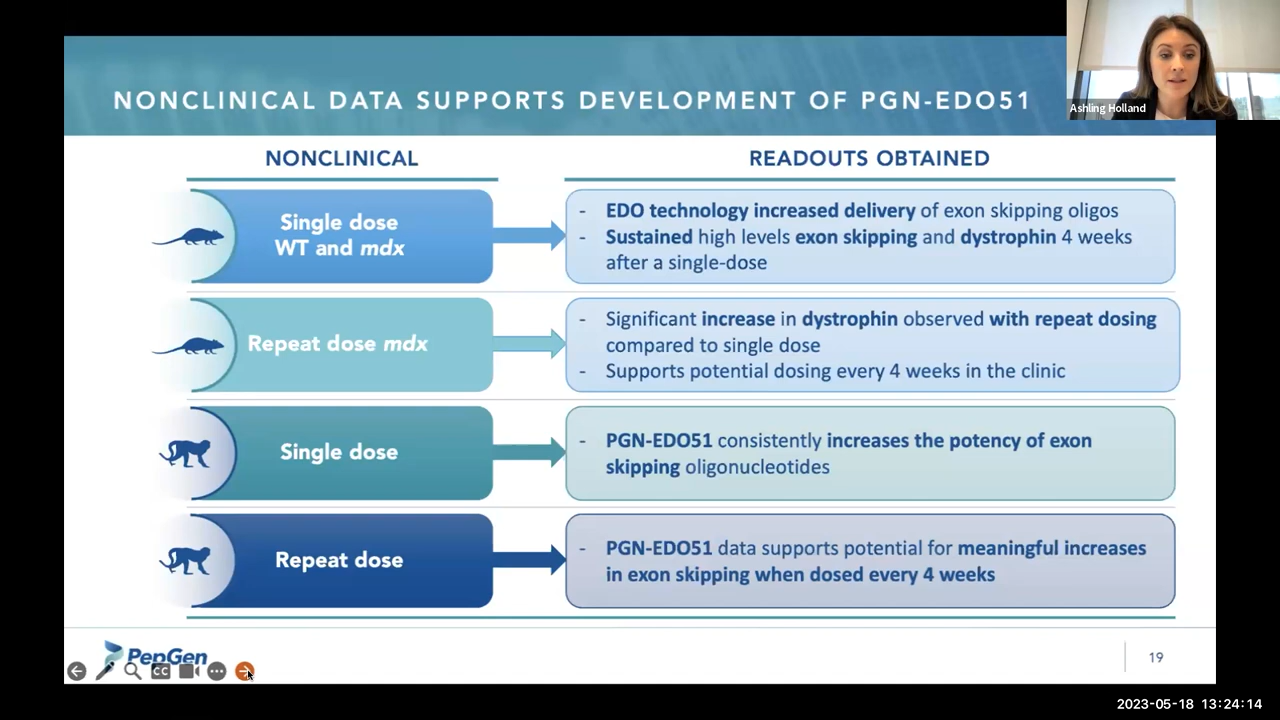 NONCLINICAL DATA SUPPORTS DEVELOPMENT OF PGN-EDO51
Ashling Holland
NONCLINICAL
READOUTS OBTAINED
Single dose
WT and mdx
- EDO technology increased delivery of exon skipping oligos
- Sustained high levels exon skipping and dystrophin 4 weeks
after a single-dose
Repeat dose mdx
- Significant increase in dystrophin observed with repeat dosing
compared to single dose
- Supports potential dosing every 4 weeks in the clinic
Single dose
- PGN-EDO51 consistently increases the potency of exon
skipping oligonucleotides
Repeat dose
- PGN-EDO51 data supports potential for meaningful increases
in exon skipping when dosed every 4 weeks
PepGen
CC
19
2023-05-18 13:24:14